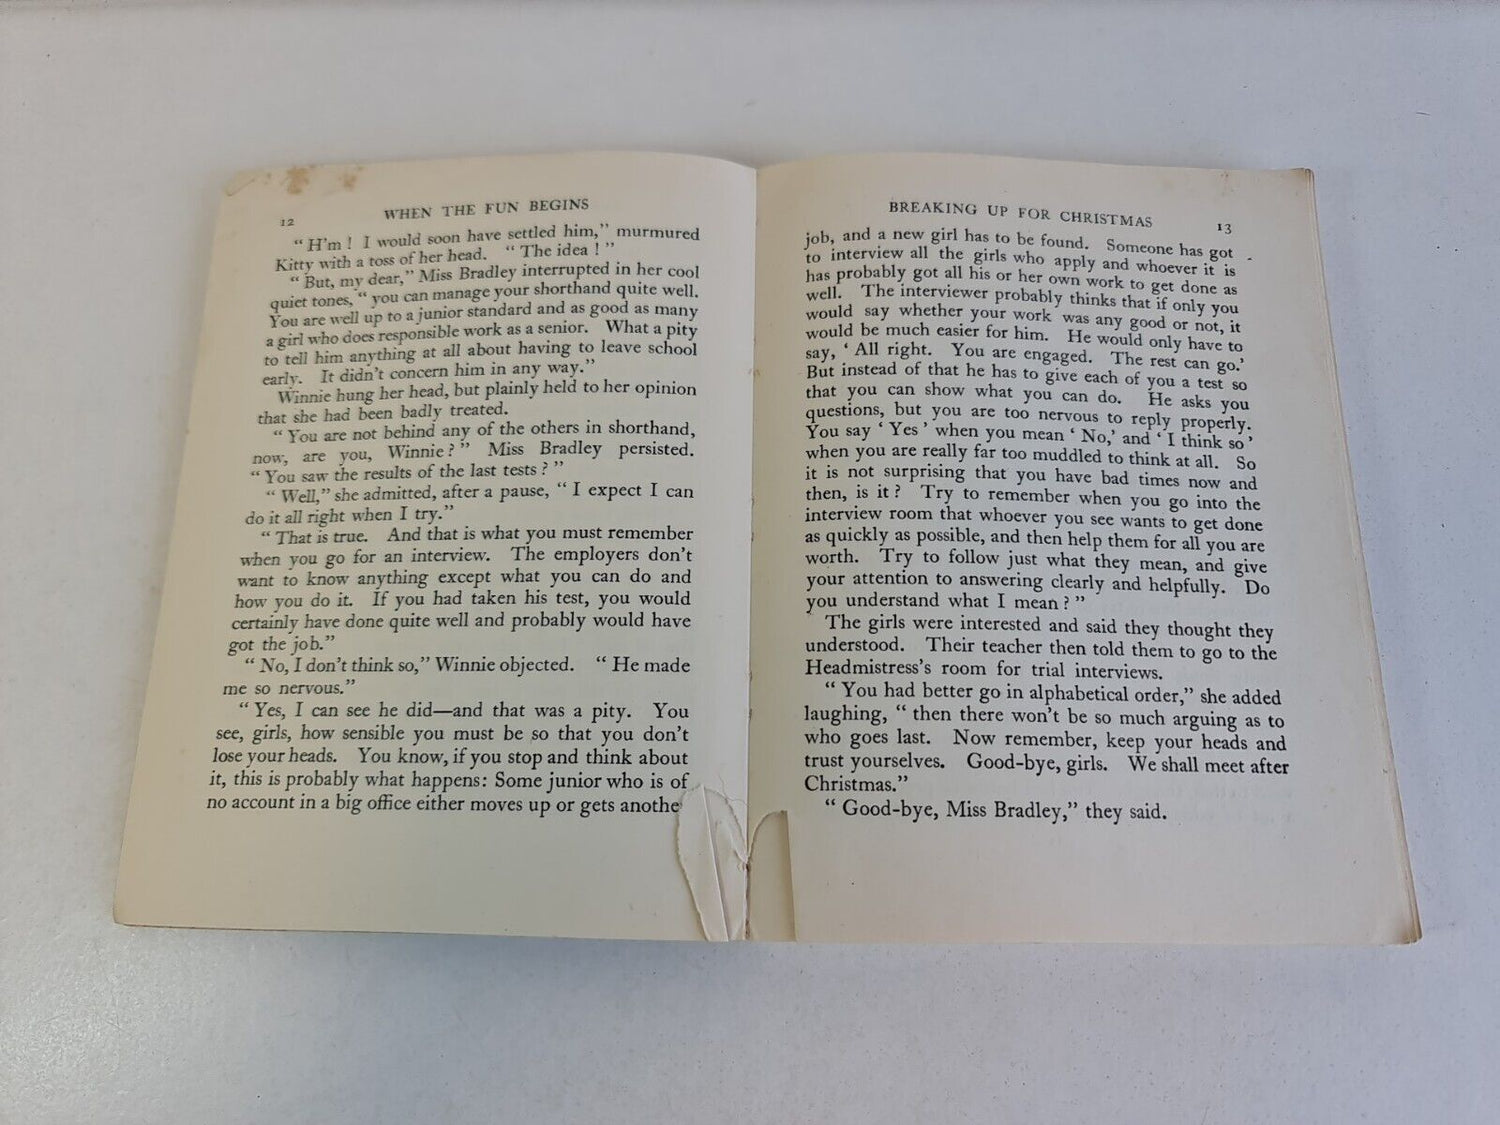 12
WHEN THE FUN BEGINS
“ H’m ! I would soon have settled him,” murmured
Kitty with a toss of her head. “ The idea ! ”
“ But, my dear,” Miss Bradley interrupted in her cool
quiet tones, “ you can manage your shorthand quite well.
You are well up to a junior standard and as good as many
a girl who does responsible work as a senior. What a pity
to tell him anything at all about having to leave school
early. It didn’t concern him in any way.”
Winnie hung her head, but plainly held to her opinion
that she had been badly treated.
“ You are not behind any of the others in shorthand,
now, are you, Winnie ? ” Miss Bradley persisted.
“ You saw the results of the last tests ? ”
“ Well,” she admitted, after a pause, “ I expect I can
do it all right when I try.”
“ That is true. And that is what you must remember
when you go for an interview. The employers don’t
want to know anything except what you can do and
how you do it. If you had taken his test, you would
certainly have done quite well and probably would have
got the job.”
“ No, I don’t think so,” Winnie objected. “ He made
me so nervous.”
“ Yes, I can see he did—and that was a pity. You
see, girls, how sensible you must be so that you don’t
lose your heads. You know, if you stop and think about
it, this is probably what happens: Some junior who is of
no account in a big office either moves up or gets anothe
BREAKING UP FOR CHRISTMAS
13
job, and a new girl has to be found. Someone has got
to interview all the girls who apply and whoever it is
has probably got all his or her own work to get done as
well. The interviewer probably thinks that if only you
would say whether your work was any good or not, it
would be much easier for him. He would only have to
say, ‘ All right. You are engaged. The rest can go.’
But instead of that he has to give each of you a test so
that you can show what you can do. He asks you
questions, but you are too nervous to reply properly.
You say ‘ Yes ’ when you mean ‘ No,’ and ‘ I think so ’
when you are really far too muddled to think at all. So
it is not surprising that you have bad times now and
then, is it ? Try to remember when you go into the
interview room that whoever you see wants to get done
as quickly as possible, and then help them for all you are
worth. Try to follow just what they mean, and give
your attention to answering clearly and helpfully. Do
you understand what I mean ? ”
The girls were interested and said they thought they
understood. Their teacher then told them to go to the
Headmistress’s room for trial interviews.
“ You had better go in alphabetical order,” she added
laughing, “ then there won’t be so much arguing as to
who goes last. Now remember, keep your heads and
trust yourselves. Good-bye, girls. We shall meet after
Christmas.”
“ Good-bye, Miss Bradley,” they said.